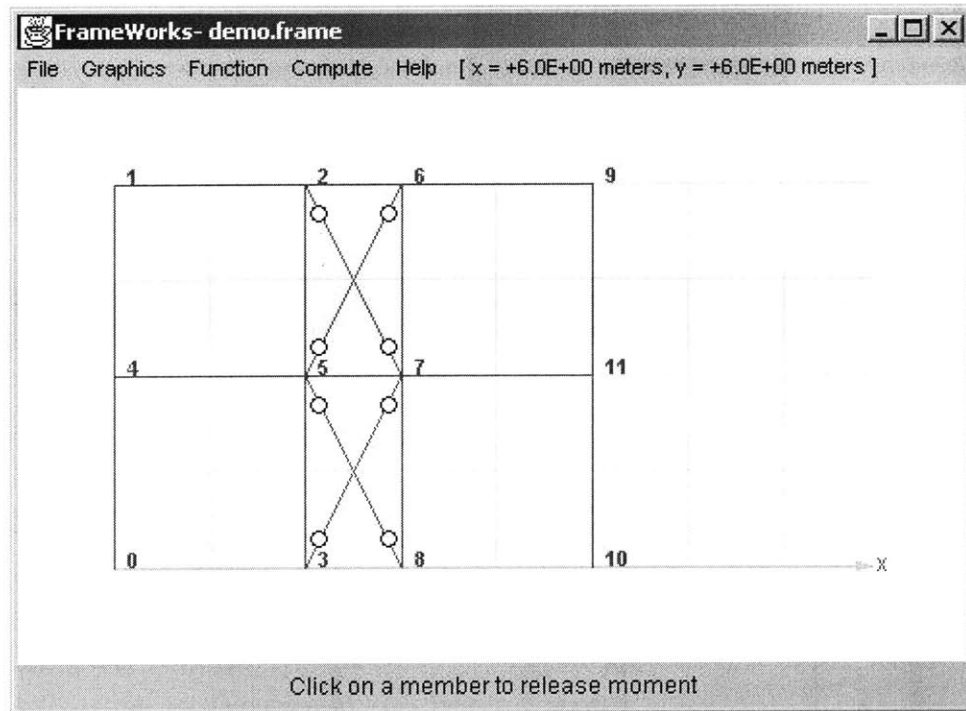 FrameWorks- demo.frame
File Graphics Function Compute Help [ x = +6.0E+00 meters, y = +6.0E+00 meters ]
1 2 6 9
4 5 7 11
0 3 8 10 X
Click on a member to release moment